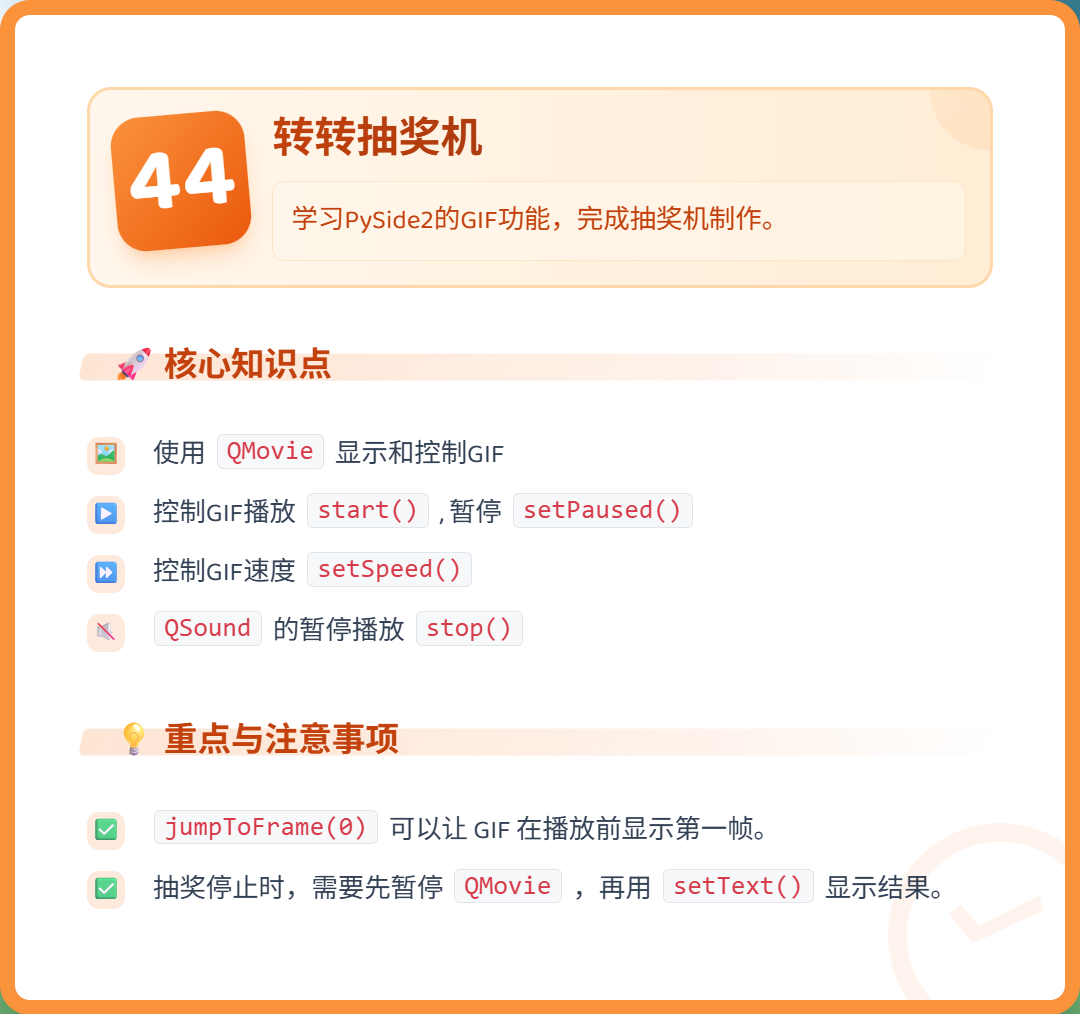 44
转转抽奖机
学习PySide2的GIF功能，完成抽奖机制作。
核心知识点
使用 QMovie 显示和控制GIF
控制GIF播放 start() ,暂停 setPaused()
控制GIF速度 setSpeed()
QSound 的暂停播放 stop()
重点与注意事项
jumpToFrame(0) 可以让 GIF 在播放前显示第一帧。
抽奖停止时，需要先暂停 QMovie ，再用 setText() 显示结果。